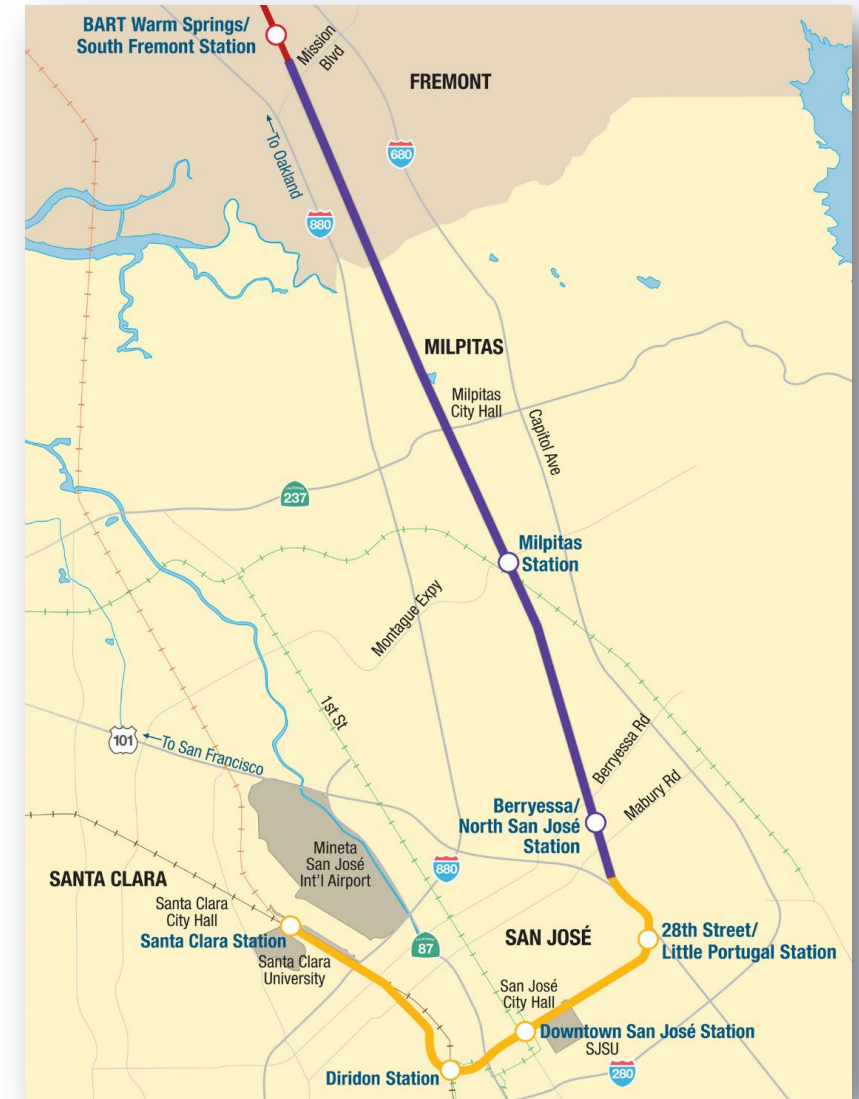 BART Warm Springs/
South Fremont Station
Mission
Blvd
FREMONT
To Oakland
680
880
MILPITAS
Milpitas
City Hall
Capitol Ave
237
Milpitas
Station
Montague Expy
1st St
101
To San Francisco
Berryessa Rd
Mabury Rd
Berryessa/
North San José
Station
Mineta
San José
Int'l Airport
880
SANTA CLARA
Santa Clara
City Hall
Santa Clara Station
Santa Clara
University
87
SAN JOSÉ
28th Street/
Little Portugal Station
San José
City Hall
Downtown San José Station
SJSU
Diridon Station
280